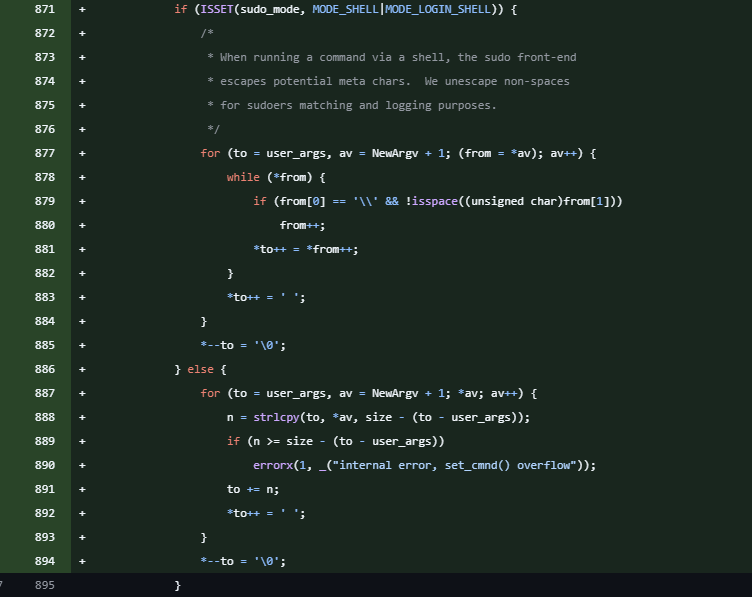 871 + if (ISSET(sudo_mode, MODE_SHELL|MODE_LOGIN_SHELL)) {
872 + /*
873 + * When running a command via a shell, the sudo front-end
874 + * escapes potential meta chars.  We unescape non-spaces
875 + * for sudoers matching and logging purposes.
876 + */
877 + for (to = user_args, av = NewArgv + 1; (from = *av); av++) {
878 + while (*from) {
879 + if (from[0] == '\\' && !isspace((unsigned char)from[1]))
880 + from++;
881 + *to++ = *from++;
882 + }
883 + *to++ = ' ';
884 + }
885 + *--to = '\0';
886 + } else {
887 + for (to = user_args, av = NewArgv + 1; *av; av++) {
888 + n = strlcpy(to, *av, size - (to - user_args));
889 + if (n >= size - (to - user_args))
890 + errorx(1, _("internal error, set_cmnd() overflow"));
891 + to += n;
892 + *to++ = ' ';
893 + }
894 + *--to = '\0';
895 }